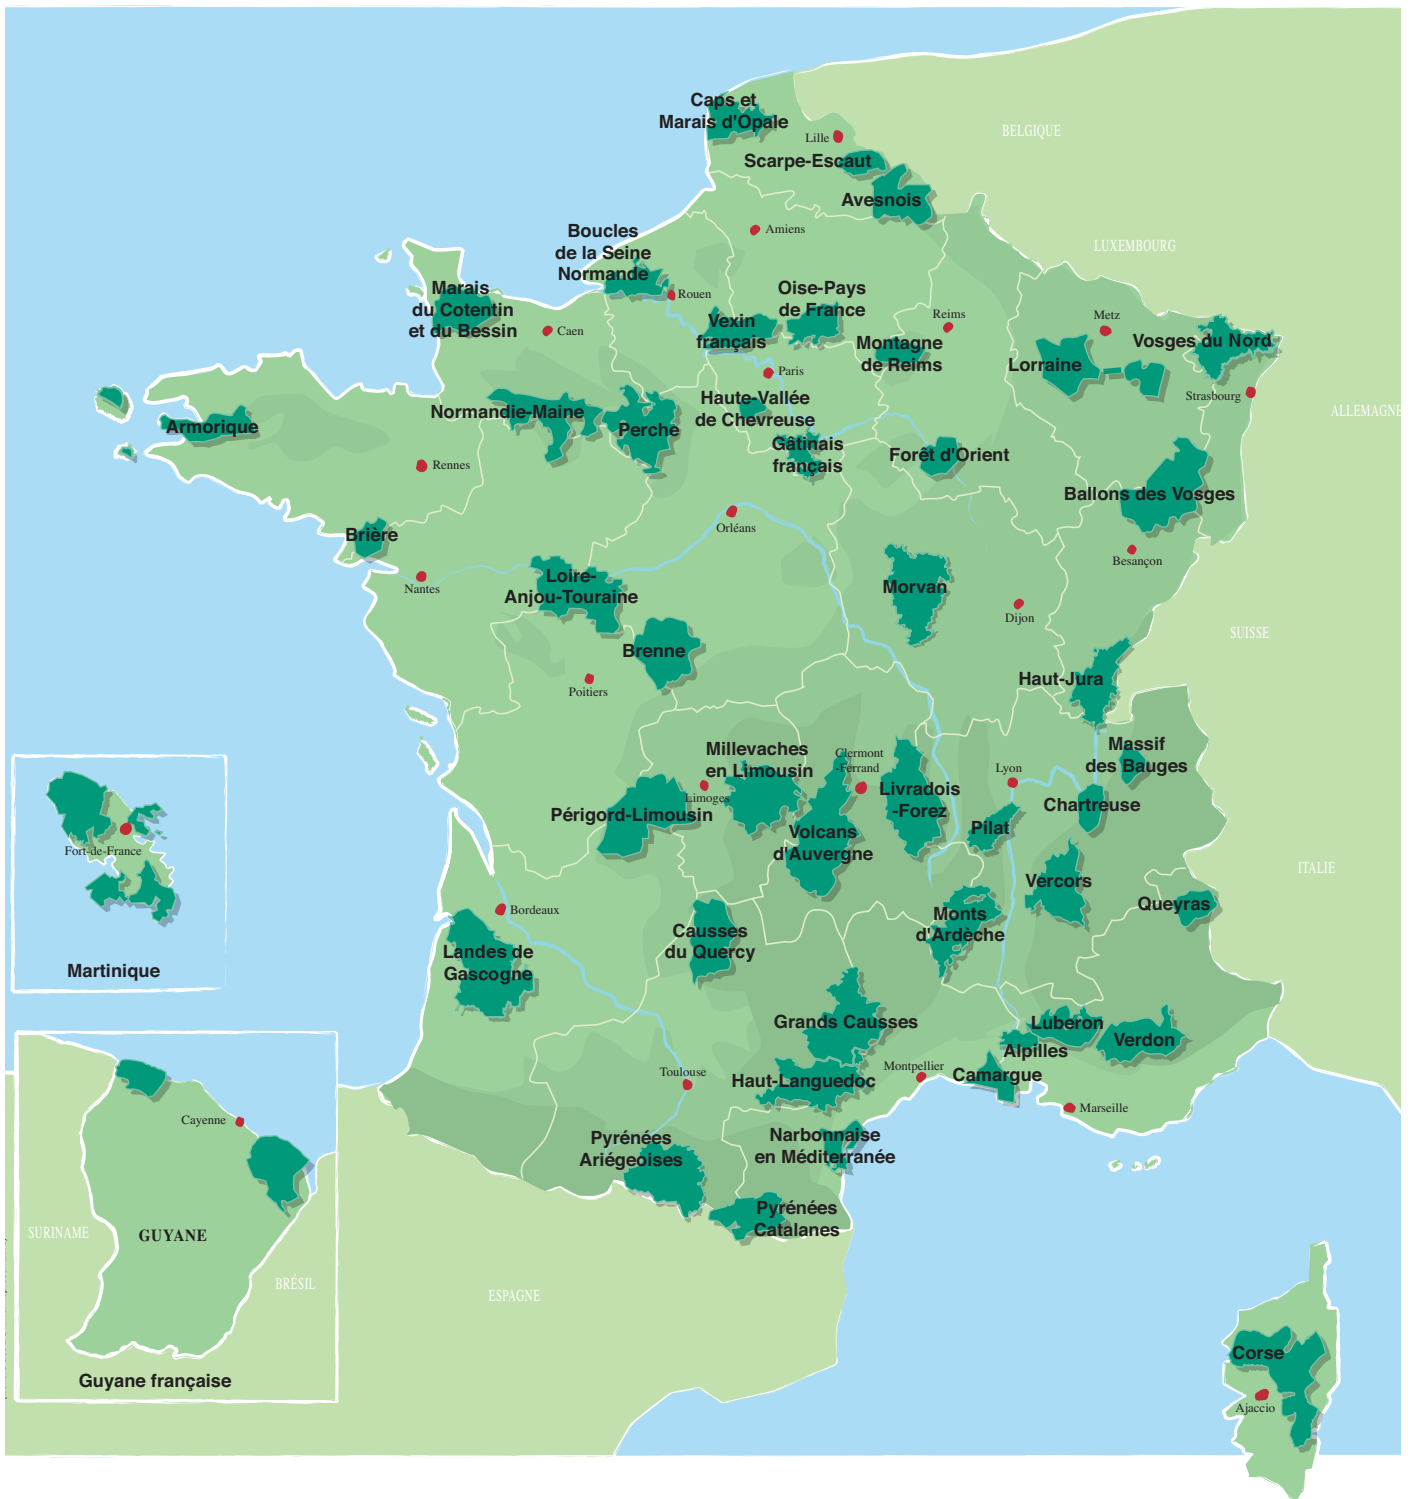 Caps et
Marais d'Opale
Lille
BELGIQUE
Scarpe-Escaut
Avesnois
Boucles
de la Seine
Normande
Amiens
LUXEMBOURG
Marais
du Cotentin
et du Bessin
Rouen
Oise-Pays
de France
Caen
Vexin
français
Reims
Metz
Montagne
de Reims
Lorraine
Vosges du Nord
Paris
Strasbourg
ALLEMAGNE
Haute-Vallée
de Chevreuse
Armorique
Normandie-Maine
Perche
Gâtinais
français
Forêt d'Orient
Rennes
Ballons des Vosges
Orléans
Brière
Besançon
Nantes
Loire-
Anjou-Touraine
Morvan
Dijon
SUISSE
Brenne
Poitiers
Haut-Jura
Millevaches
en Limousin
Clermont
-Ferrand
Massif
des Bauges
Lyon
Limoges
Livradois
-Forez
Chartreuse
Périgord-Limousin
Pilat
Volcans
d'Auvergne
Fort-de-France
ITALIE
Vercors
Queyras
Bordeaux
Causses
du Quercy
Monts
d'Ardèche
Landes de
Gascogne
Martinique
Grands Causses
Luberon
Verdon
Alpilles
Toulouse
Haut-Languedoc
Montpellier
Camargue
Marseille
Cayenne
Pyrénées
Ariégeoises
Narbonnaise
en Méditerranée
Pyrénées
Catalanes
SURINAME
GUYANE
BRÉSIL
ESPAGNE
Guyane française
Corse
Ajaccio